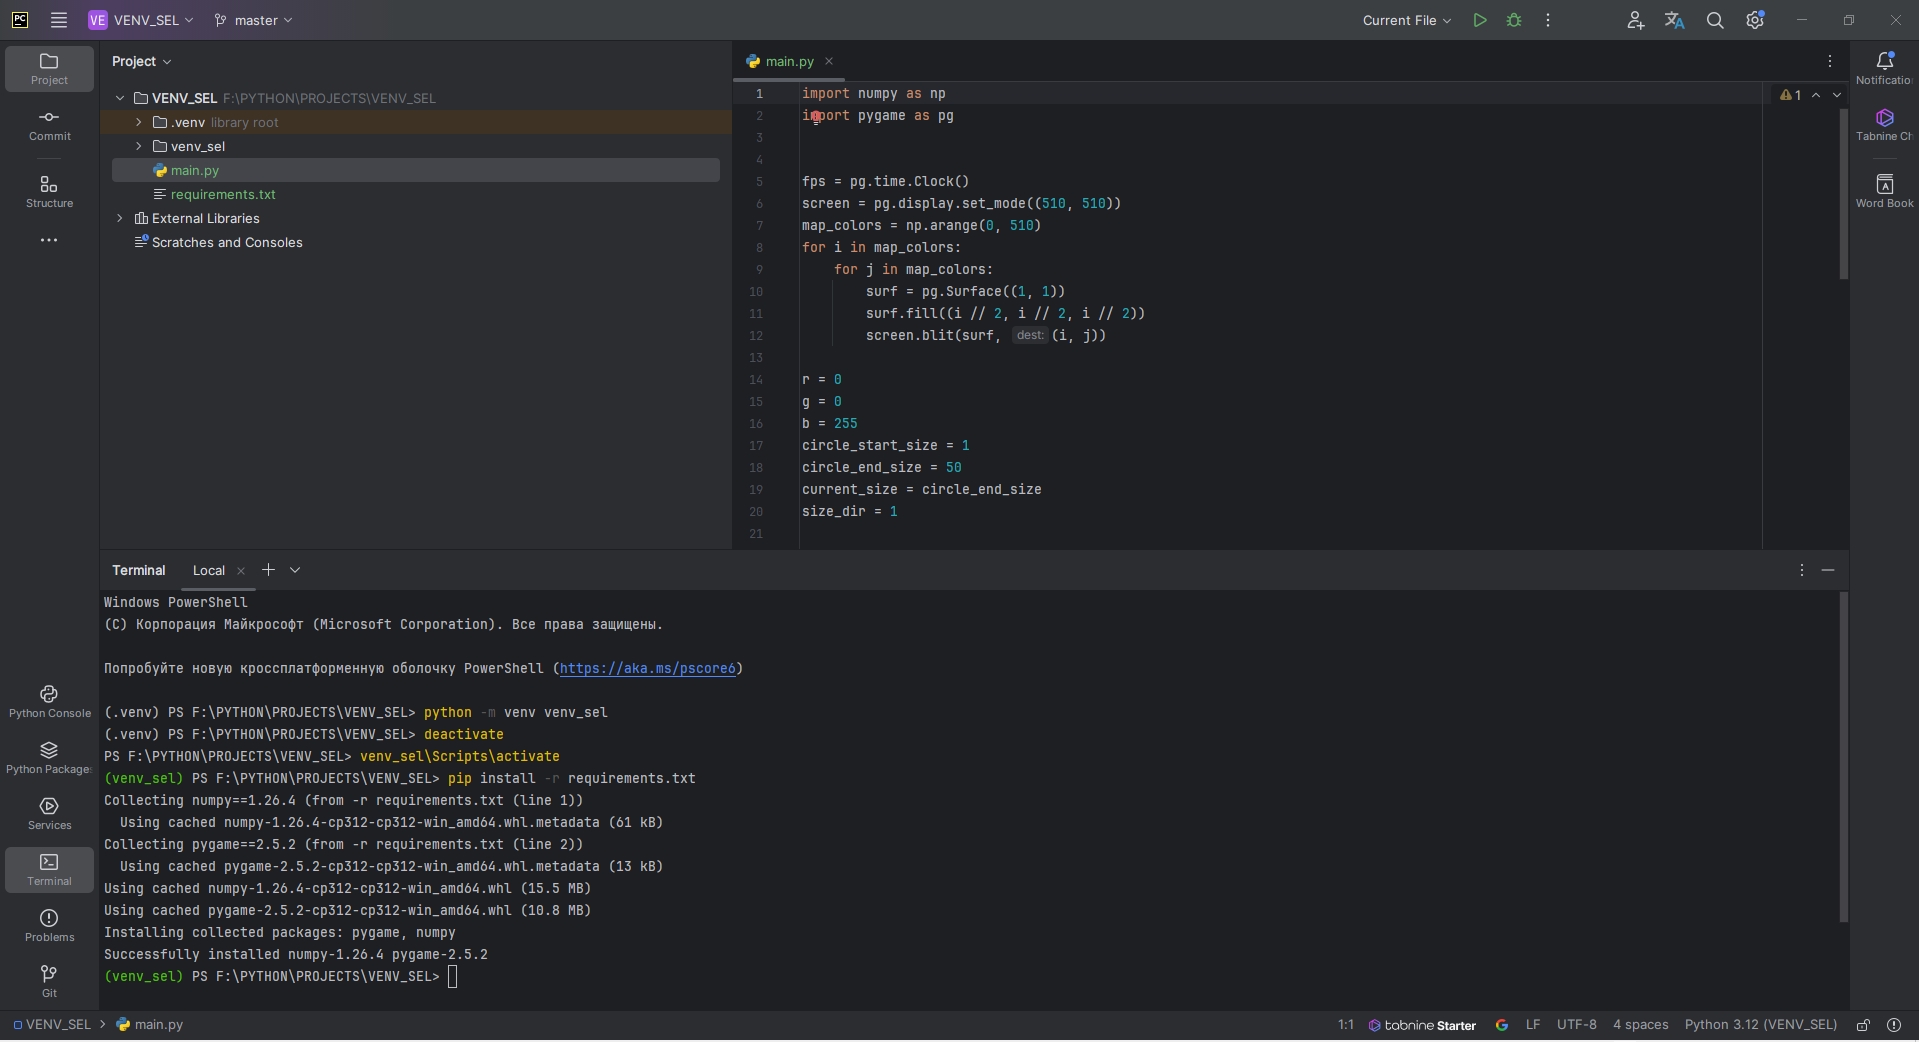 PC VE VENV_SEL master Current File
Project
Project
Commit
Structure
VENV_SEL F:\PYTHON\PROJECTS\VENV_SEL
.venv library root
venv_sel
main.py
requirements.txt
External Libraries
Scratches and Consoles
main.py
1 import numpy as np
2 import pygame as pg
3
4
5 fps = pg.time.Clock()
6 screen = pg.display.set_mode((510, 510))
7 map_colors = np.arange(0, 510)
8 for i in map_colors:
9 for j in map_colors:
10 surf = pg.Surface((1, 1))
11 surf.fill((i // 2, i // 2, i // 2))
12 screen.blit(surf, dest: (i, j))
13
14 r = 0
15 g = 0
16 b = 255
17 circle_start_size = 1
18 circle_end_size = 50
19 current_size = circle_end_size
20 size_dir = 1
21
1
Notificatio
Tabnine Ch
Word Book
Terminal Local
Windows PowerShell
(C) Корпорация Майкрософт (Microsoft Corporation). Все права защищены.
Попробуйте новую кроссплатформенную оболочку PowerShell (https://aka.ms/pscore6)
(.venv) PS F:\PYTHON\PROJECTS\VENV_SEL> python -m venv venv_sel
(.venv) PS F:\PYTHON\PROJECTS\VENV_SEL> deactivate
PS F:\PYTHON\PROJECTS\VENV_SEL> venv_sel\Scripts\activate
(venv_sel) PS F:\PYTHON\PROJECTS\VENV_SEL> pip install -r requirements.txt
Collecting numpy==1.26.4 (from -r requirements.txt (line 1))
Using cached numpy-1.26.4-cp312-cp312-win_amd64.whl.metadata (61 kB)
Collecting pygame==2.5.2 (from -r requirements.txt (line 2))
Using cached pygame-2.5.2-cp312-cp312-win_amd64.whl.metadata (13 kB)
Using cached numpy-1.26.4-cp312-cp312-win_amd64.whl (15.5 MB)
Using cached pygame-2.5.2-cp312-cp312-win_amd64.whl (10.8 MB)
Installing collected packages: pygame, numpy
Successfully installed numpy-1.26.4 pygame-2.5.2
(venv_sel) PS F:\PYTHON\PROJECTS\VENV_SEL>
Python Console
Python Package
Services
Terminal
Problems
Git
VENV_SEL > main.py 1:1 tabnine Starter G LF UTF-8 4 spaces Python 3.12 (VENV_SEL)